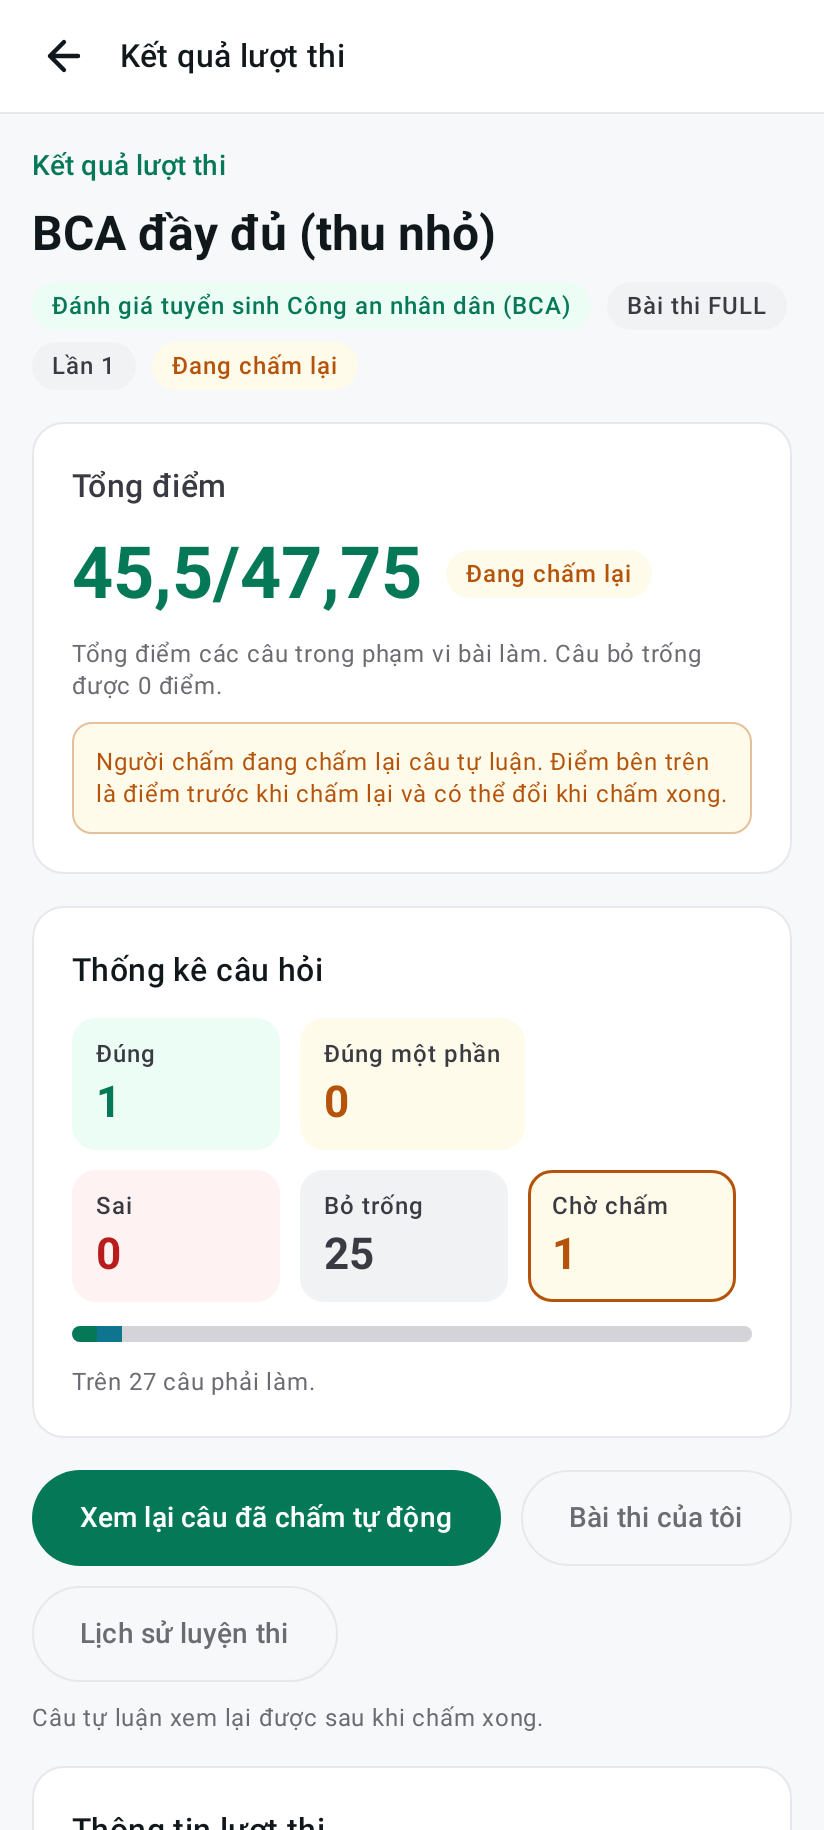 Kết quả lượt thi
Kết quả lượt thi
BCA đầy đủ (thu nhỏ)
Đánh giá tuyển sinh Công an nhân dân (BCA)
Bài thi FULL
Lần 1
Đang chấm lại
Tổng điểm
45,5/47,75
Đang chấm lại
Tổng điểm các câu trong phạm vi bài làm. Câu bỏ trống
được 0 điểm.
Người chấm đang chấm lại câu tự luận. Điểm bên trên
là điểm trước khi chấm lại và có thể đổi khi chấm xong.
Thống kê câu hỏi
Đúng
1
Đúng một phần
0
Sai
0
Bỏ trống
25
Chờ chấm
1
Trên 27 câu phải làm.
Xem lại câu đã chấm tự động
Bài thi của tôi
Lịch sử luyện thi
Câu tự luận xem lại được sau khi chấm xong.
Thông tin lượt thi